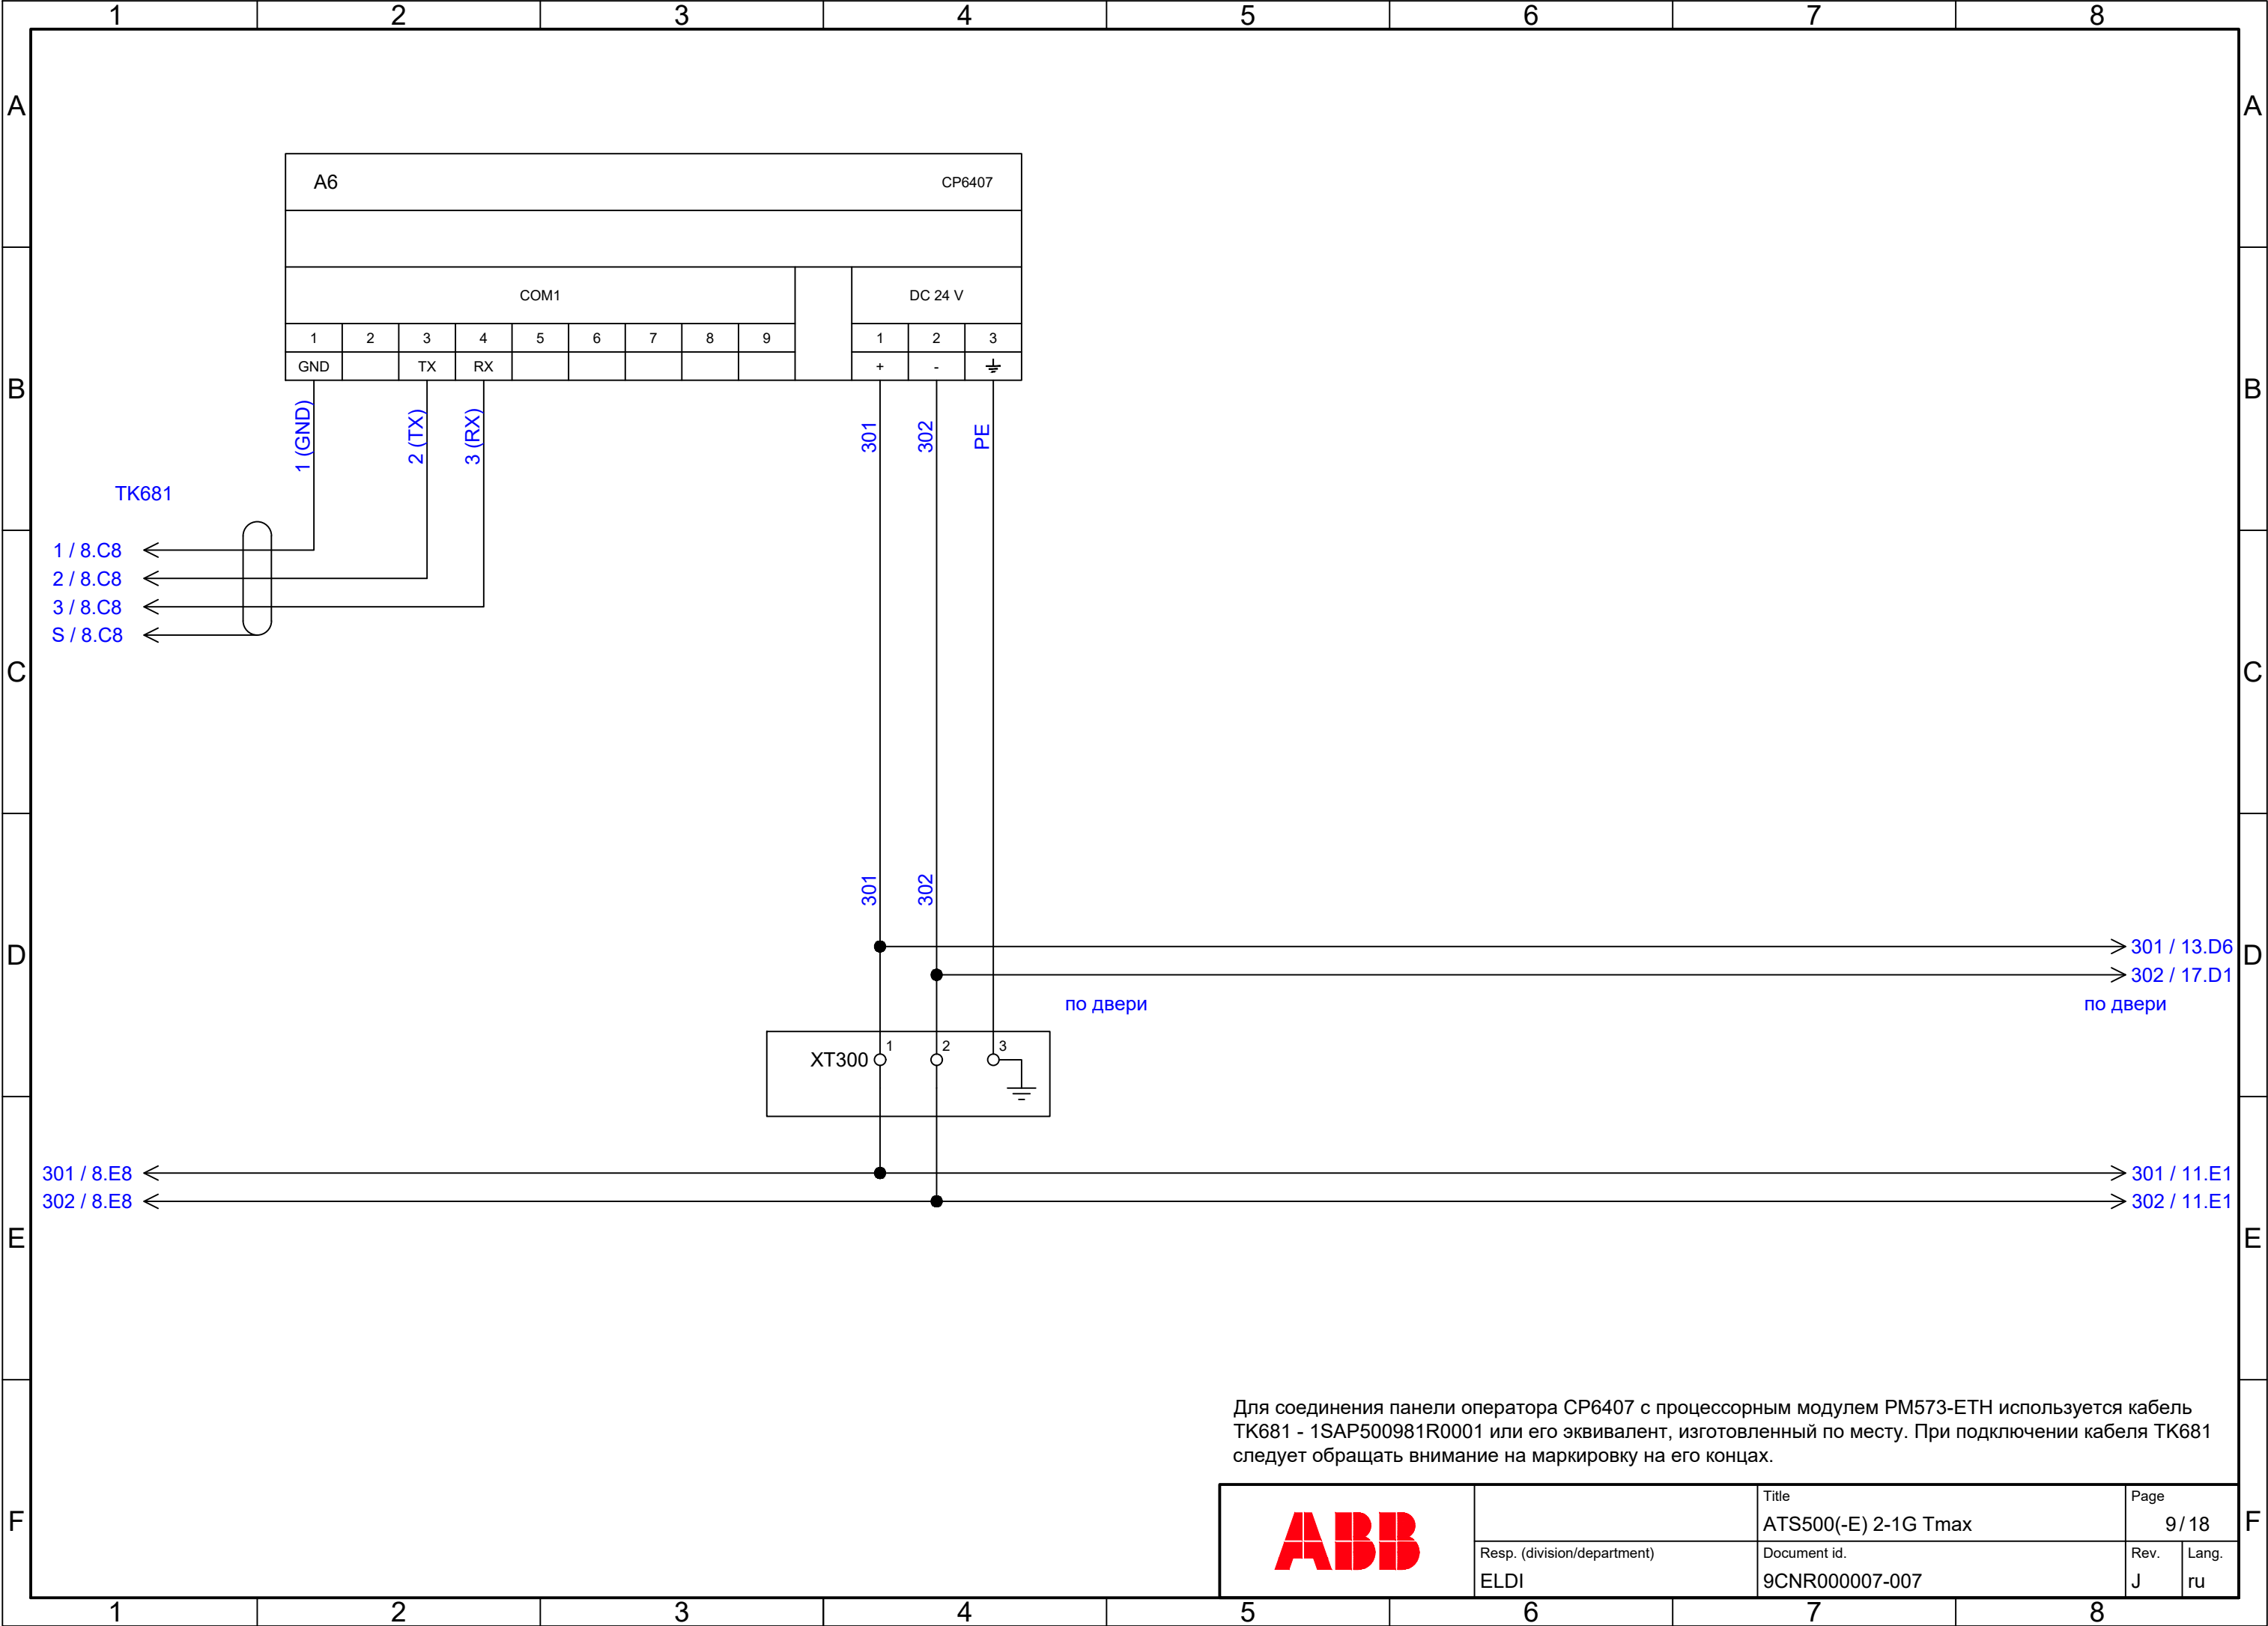 1 2 3 4 5 6 7 8
A A
A6 CP6407
COM1 DC 24 V
1 2 3 4 5 6 7 8 9 1 2 3
GND TX RX + -
B B
1 (GND) 2 (TX) 3 (RX) 301 302 PE
TK681
1 / 8.C8
2 / 8.C8
3 / 8.C8
S / 8.C8
C C
301 302
D D
301 / 13.D6
302 / 17.D1
по двери по двери
XT300 1 2 3
301 / 8.E8 301 / 11.E1
302 / 8.E8 302 / 11.E1
E E
Для соединения панели оператора CP6407 с процессорным модулем PM573-ETH используется кабель
TK681 - 1SAP500981R0001 или его эквивалент, изготовленный по месту. При подключении кабеля TK681
следует обращать внимание на маркировку на его концах.
F F
ABB
Title Page
ATS500(-E) 2-1G Tmax 9/18
Resp. (division/department) Document id. Rev. Lang.
ELDI 9CNR000007-007 J ru
1 2 3 4 5 6 7 8